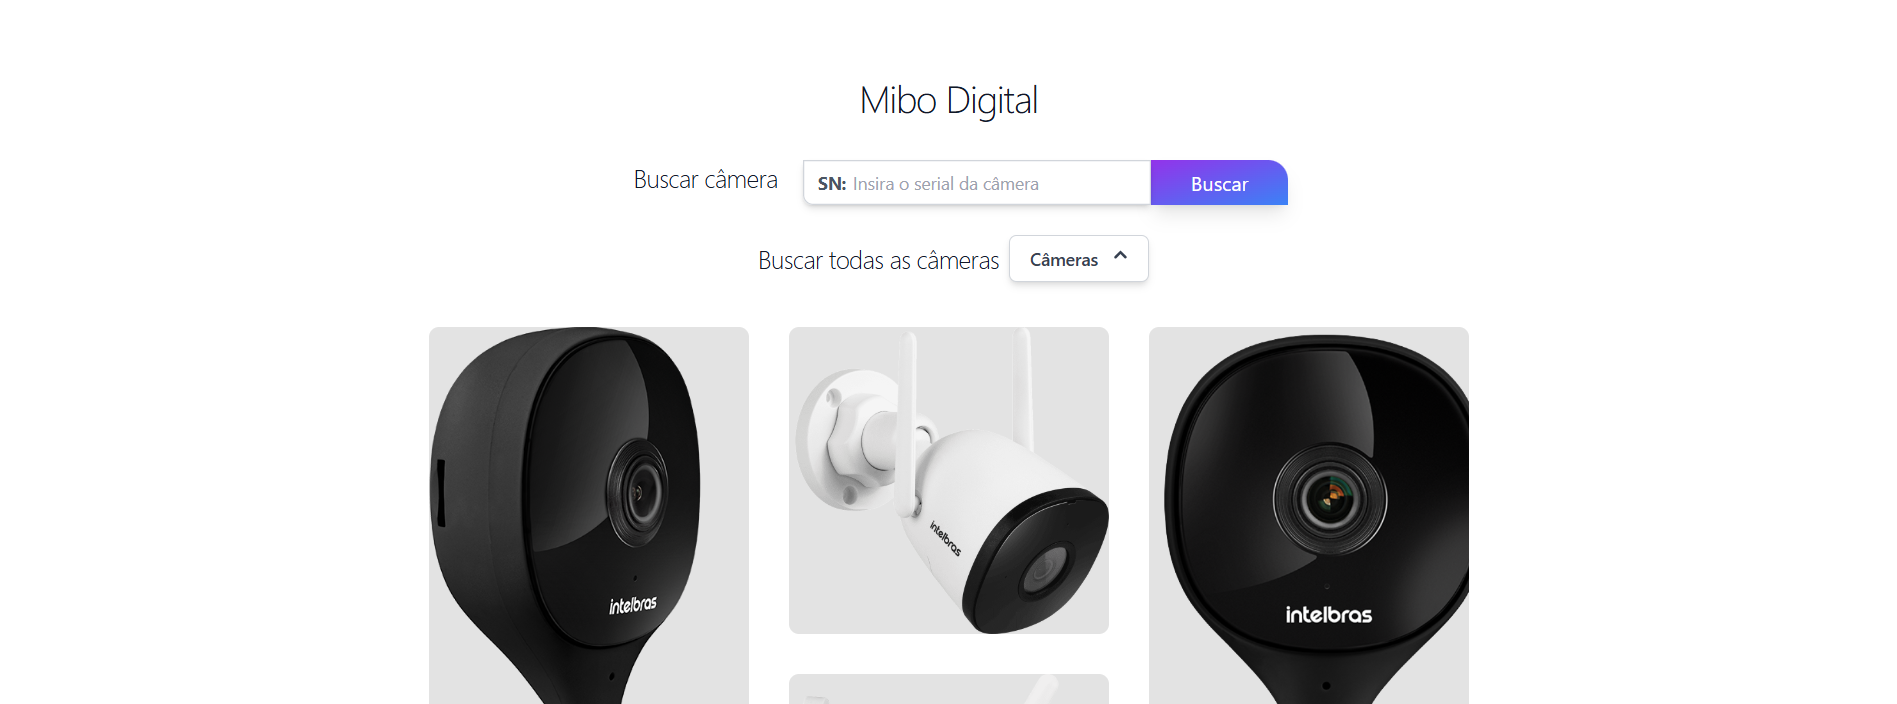 Mibo Digital
Buscar câmera
SN: Insira o serial da câmera
Buscar
Buscar todas as câmeras
Câmeras
intelbras
intelbras
intelbras